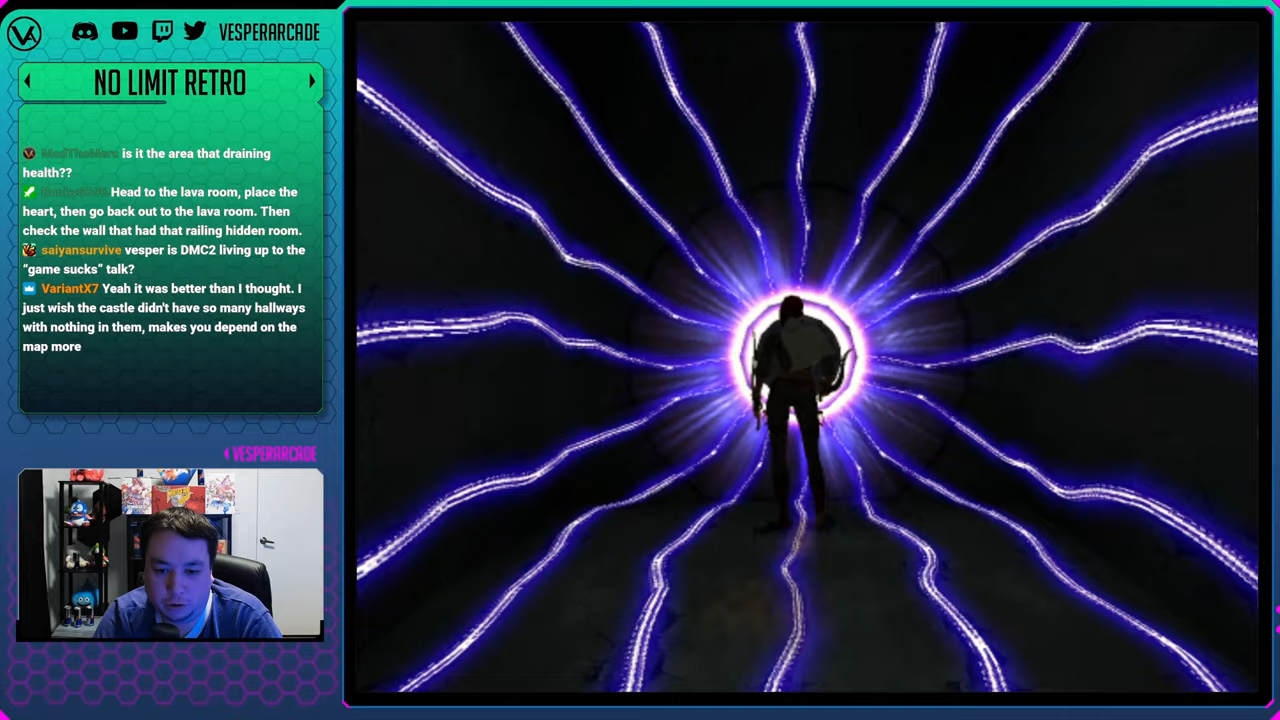 VA
VESPERARCADE
NO LIMIT RETRO
is it the area that draining
health??
Head to the lava room, place the
heart, then go back out to the lava room. Then
check the wall that had that railing hidden room.
saiyansurvive vesper is DMC2 living up to the
“game sucks” talk?
VariantX7 Yeah it was better than I thought. I
just wish the castle didn't have so many hallways
with nothing in them, makes you depend on the
map more
VESPERARCADE